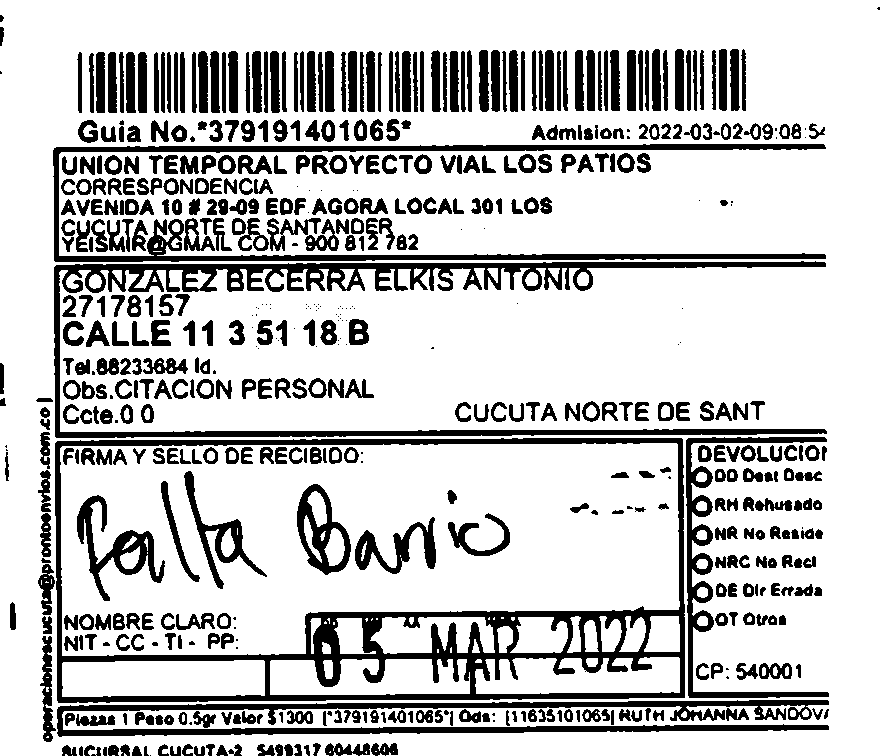 Guia No.*379191401065*
Admision: 2022-03-02-09:08:54
UNION TEMPORAL PROYECTO VIAL LOS PATIOS
CORRESPONDENCIA
AVENIDA 10 # 29-09 EDF AGORA LOCAL 301 LOS
CUCUTA NORTE DE SANTANDER
YEISMIR@GMAIL COM - 900 812 782
GONZALEZ BECERRA ELKIS ANTONIO
27178157
CALLE 11 3 51 18 B
Tel.88233684 Id.
Obs.CITACION PERSONAL
Ccte.0 0
CUCUTA NORTE DE SANT
operacionescucuta@prontoenvios.com.co
FIRMA Y SELLO DE RECIBIDO:
Falta Barrio
NOMBRE CLARO:
NIT - CC - TI - PP:
05 MAR 2022
DEVOLUCION
DD Dest Desc
RH Rehusado
NR No Reside
NRC No Recl
DE Dir Errada
OT Otros
CP: 540001
Piezas 1 Peso 0.5gr Valor $1300 [*379191401065*] Ods: [11635101065] RUTH JOHANNA SANDOVA
SUCURSAL CUCUTA-2 5499317 60448606